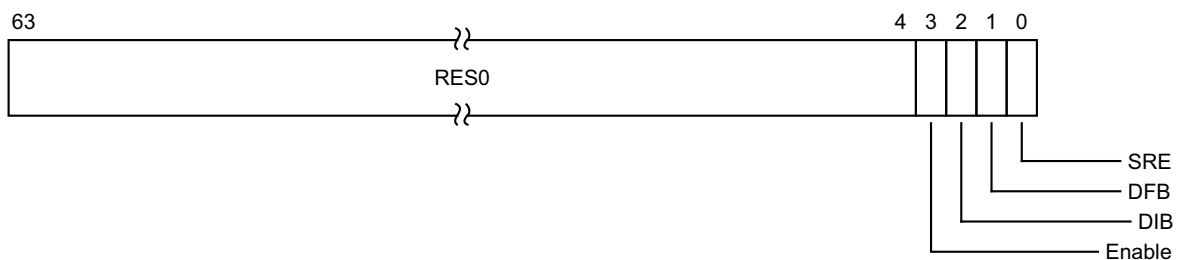 63 4 3 2 1 0
RES0
SRE
DFB
DIB
Enable